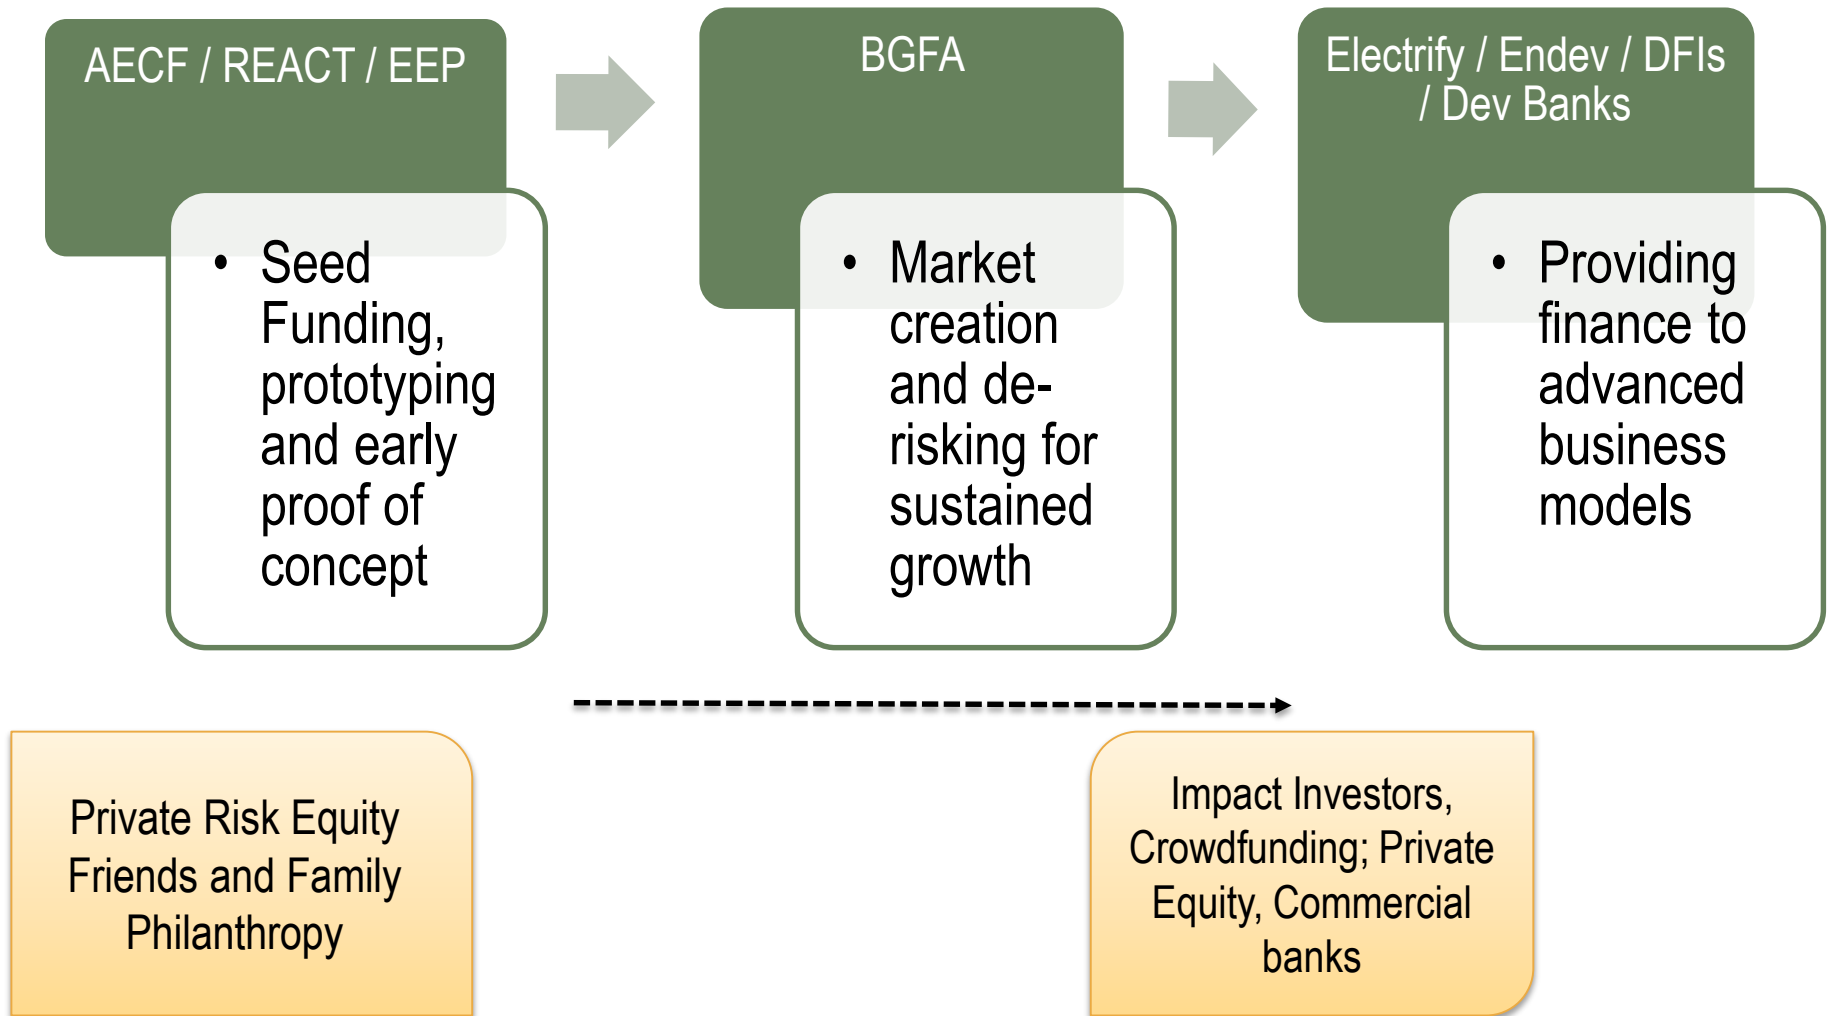 AECF / REACT / EEP
• Seed
Funding,
prototyping
and early
proof of
concept
BGFA
• Market
creation
and de-
risking for
sustained
growth
Electrify / Endev / DFIs
/ Dev Banks
• Providing
finance to
advanced
business
models
Private Risk Equity
Friends and Family
Philanthropy
Impact Investors,
Crowdfunding; Private
Equity, Commercial
banks